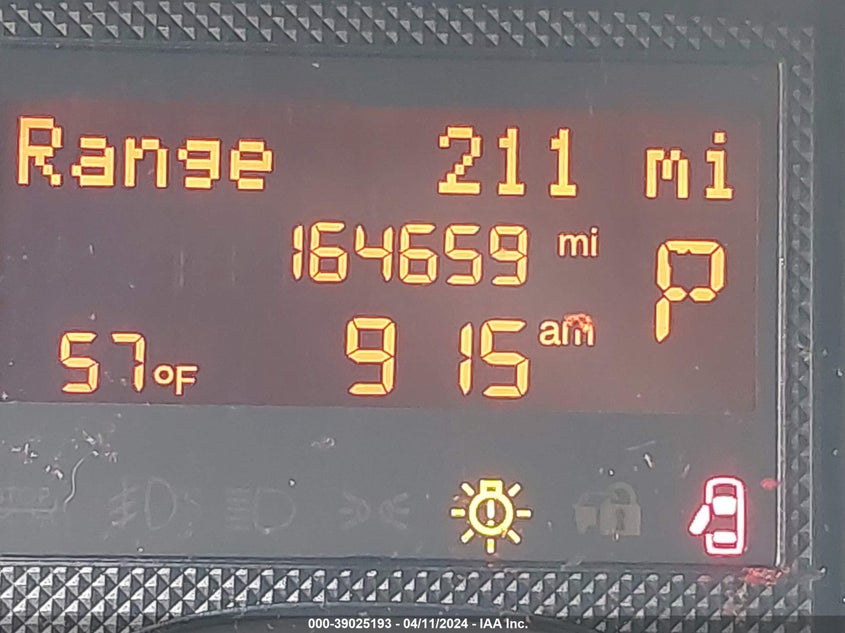 Range 211 mi
164659 mi
P
57°F 9 15 am
000-39025193 - 04/11/2024 - IAA Inc.